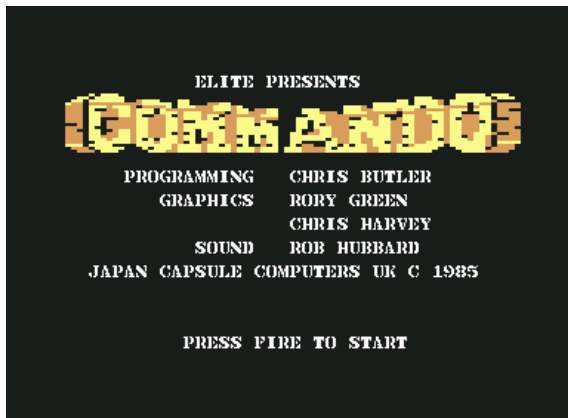 ELITE PRESENTS
COMMANDO
PROGRAMMING CHRIS BUTLER
GRAPHICS RORY GREEN
CHRIS HARVEY
SOUND ROB HUBBARD
JAPAN CAPSULE COMPUTERS UK C 1985
PRESS FIRE TO START